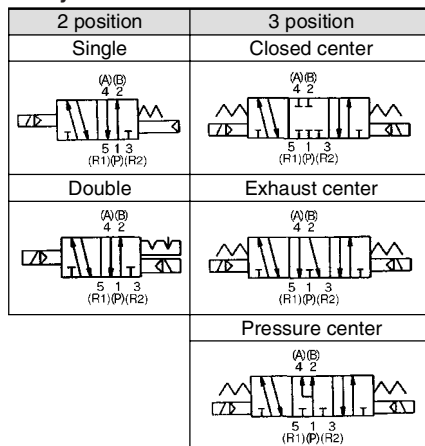 2 position
3 position
Single
Closed center
(A)(B)
4 2
5 1 3
(R1)(P)(R2)
(A)(B)
4 2
5 1 3
(R1)(P)(R2)
Double
Exhaust center
(A)(B)
4 2
5 1 3
(R1)(P)(R2)
(A)(B)
4 2
5 1 3
(R1)(P)(R2)
Pressure center
(A)(B)
4 2
5 1 3
(R1)(P)(R2)